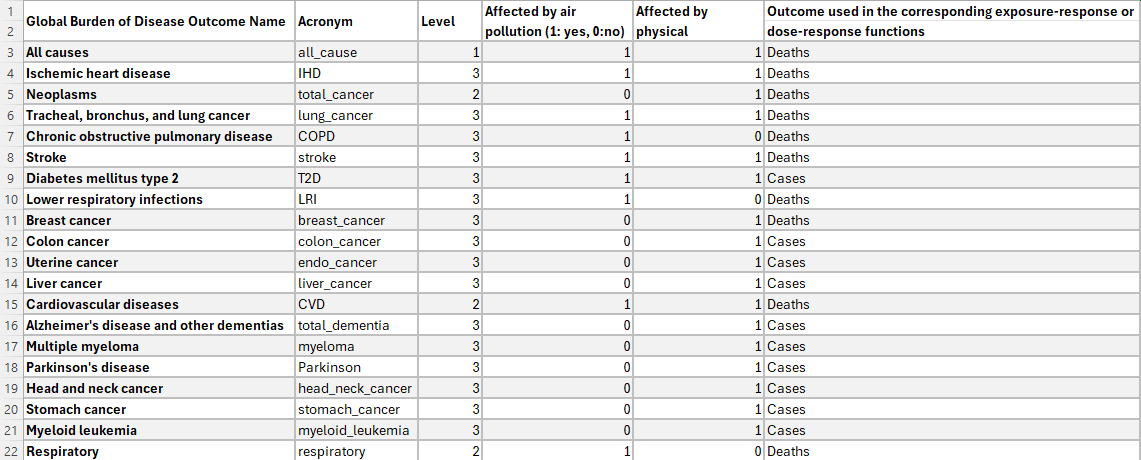 1 Global Burden of Disease Outcome Name Acronym Level Affected by air Affected by Outcome used in the corresponding exposure-response or
2 pollution (1: yes, 0:no) physical dose-response functions
3 All causes all_cause 1 1 1 Deaths
4 Ischemic heart disease IHD 3 1 1 Deaths
5 Neoplasms total_cancer 2 0 1 Deaths
6 Tracheal, bronchus, and lung cancer lung_cancer 3 1 1 Deaths
7 Chronic obstructive pulmonary disease COPD 3 1 0 Deaths
8 Stroke stroke 3 1 1 Deaths
9 Diabetes mellitus type 2 T2D 3 1 1 Cases
10 Lower respiratory infections LRI 3 1 0 Deaths
11 Breast cancer breast_cancer 3 0 1 Deaths
12 Colon cancer colon_cancer 3 0 1 Cases
13 Uterine cancer endo_cancer 3 0 1 Cases
14 Liver cancer liver_cancer 3 0 1 Cases
15 Cardiovascular diseases CVD 2 1 1 Deaths
16 Alzheimer's disease and other dementias total_dementia 3 0 1 Cases
17 Multiple myeloma myeloma 3 0 1 Cases
18 Parkinson's disease Parkinson 3 0 1 Cases
19 Head and neck cancer head_neck_cancer 3 0 1 Cases
20 Stomach cancer stomach_cancer 3 0 1 Cases
21 Myeloid leukemia myeloid_leukemia 3 0 1 Cases
22 Respiratory respiratory 2 1 0 Deaths